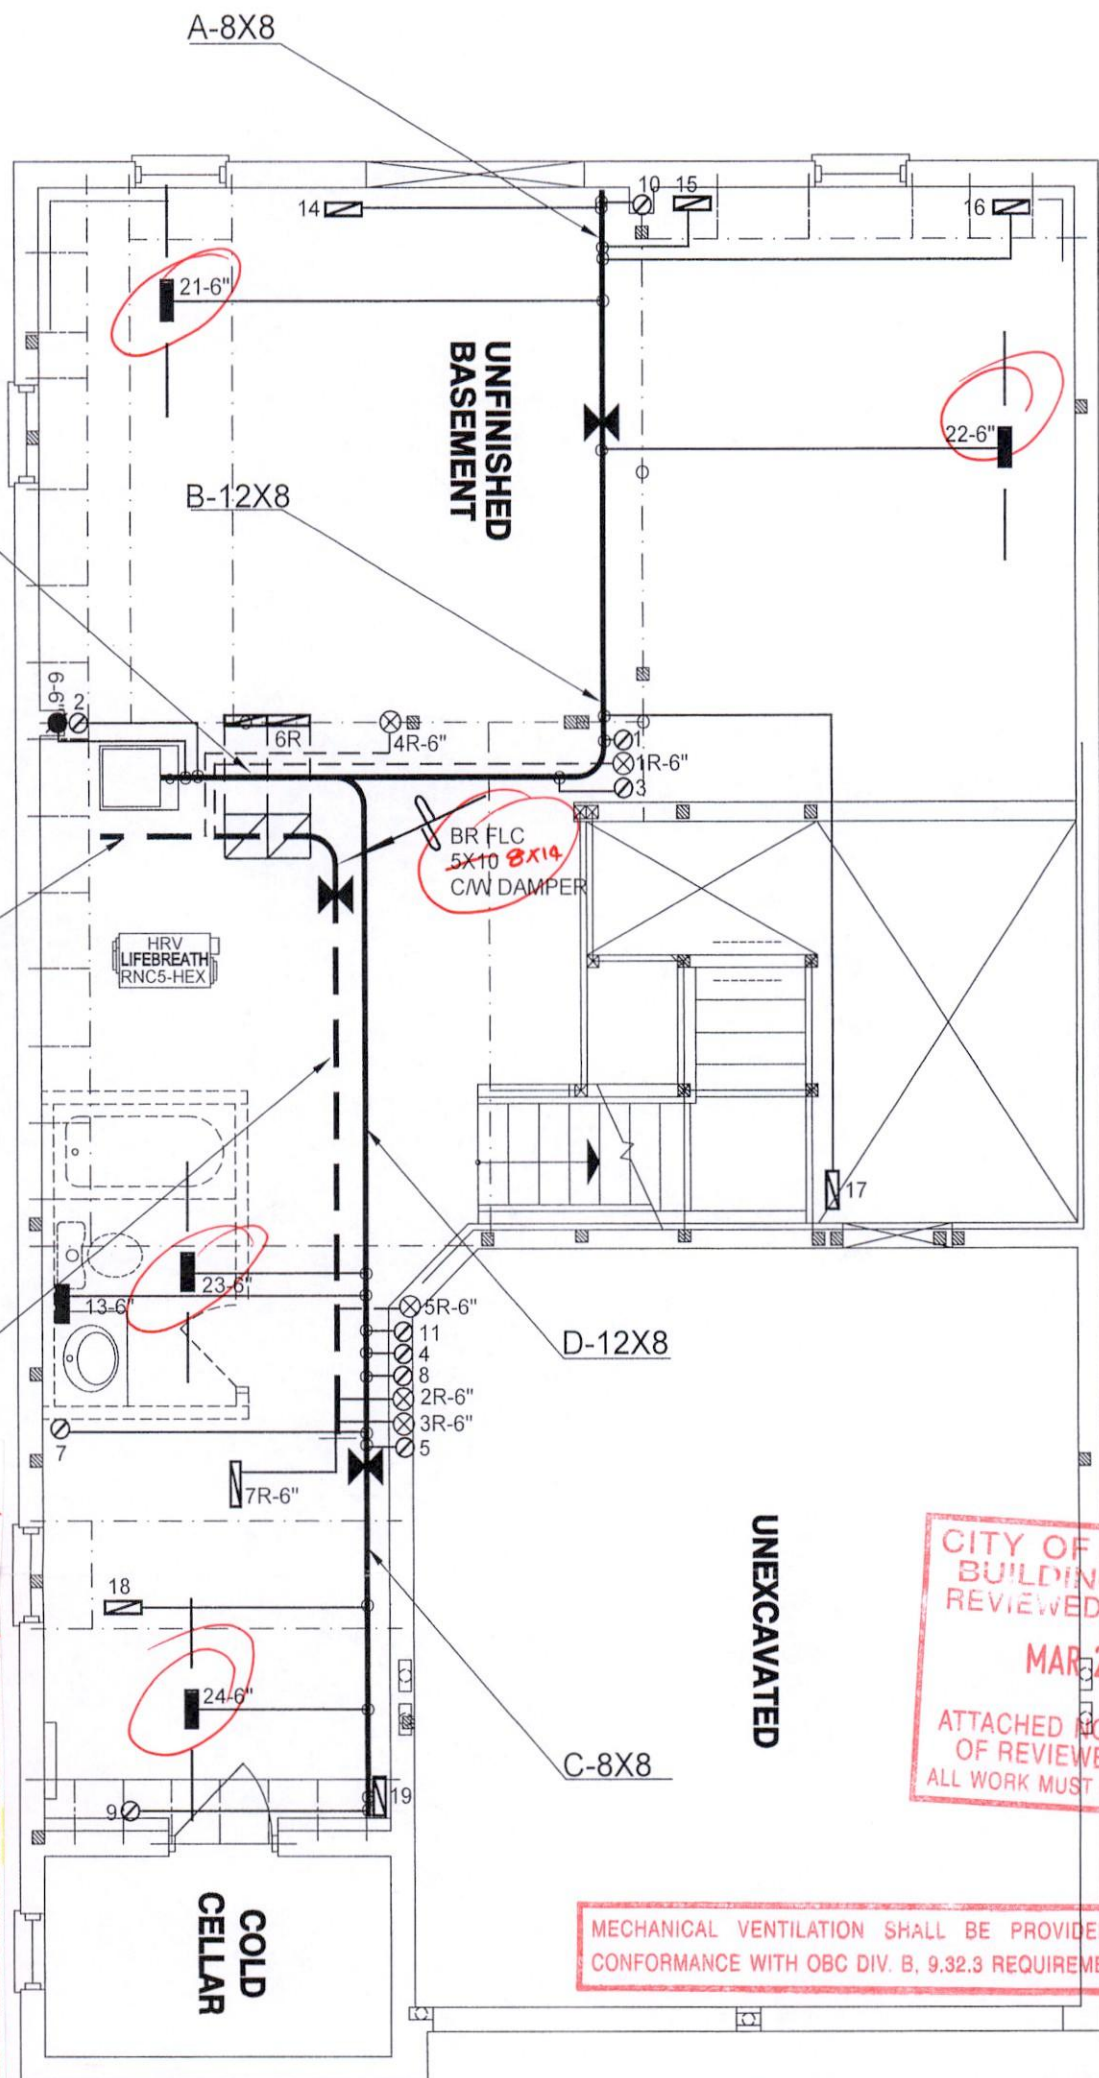 A-8X8
14
10
15
16
21-6"
UNFINISHED
BASEMENT
22-6"
B-12X8
6-6"
2
6R
4R-6"
1
1R-6"
3
BR FLC
5X10 8X14
C/W DAMPER
HRV
LIFEBREATH
RNC5-HEX
17
23-6"
13-6"
5R-6"
11
4
8
2R-6"
3R-6"
5
D-12X8
7
7R-6"
UNEXCAVATED
18
24-6"
C-8X8
19
9
COLD
CELLAR
CITY OF
REVIEWED
MAR 2
ATTACHED
OF
ALL WORK MUST
MECHANICAL VENTILATION SHALL BE
CONFORMANCE WITH OBC DIV. B, 9.32.3